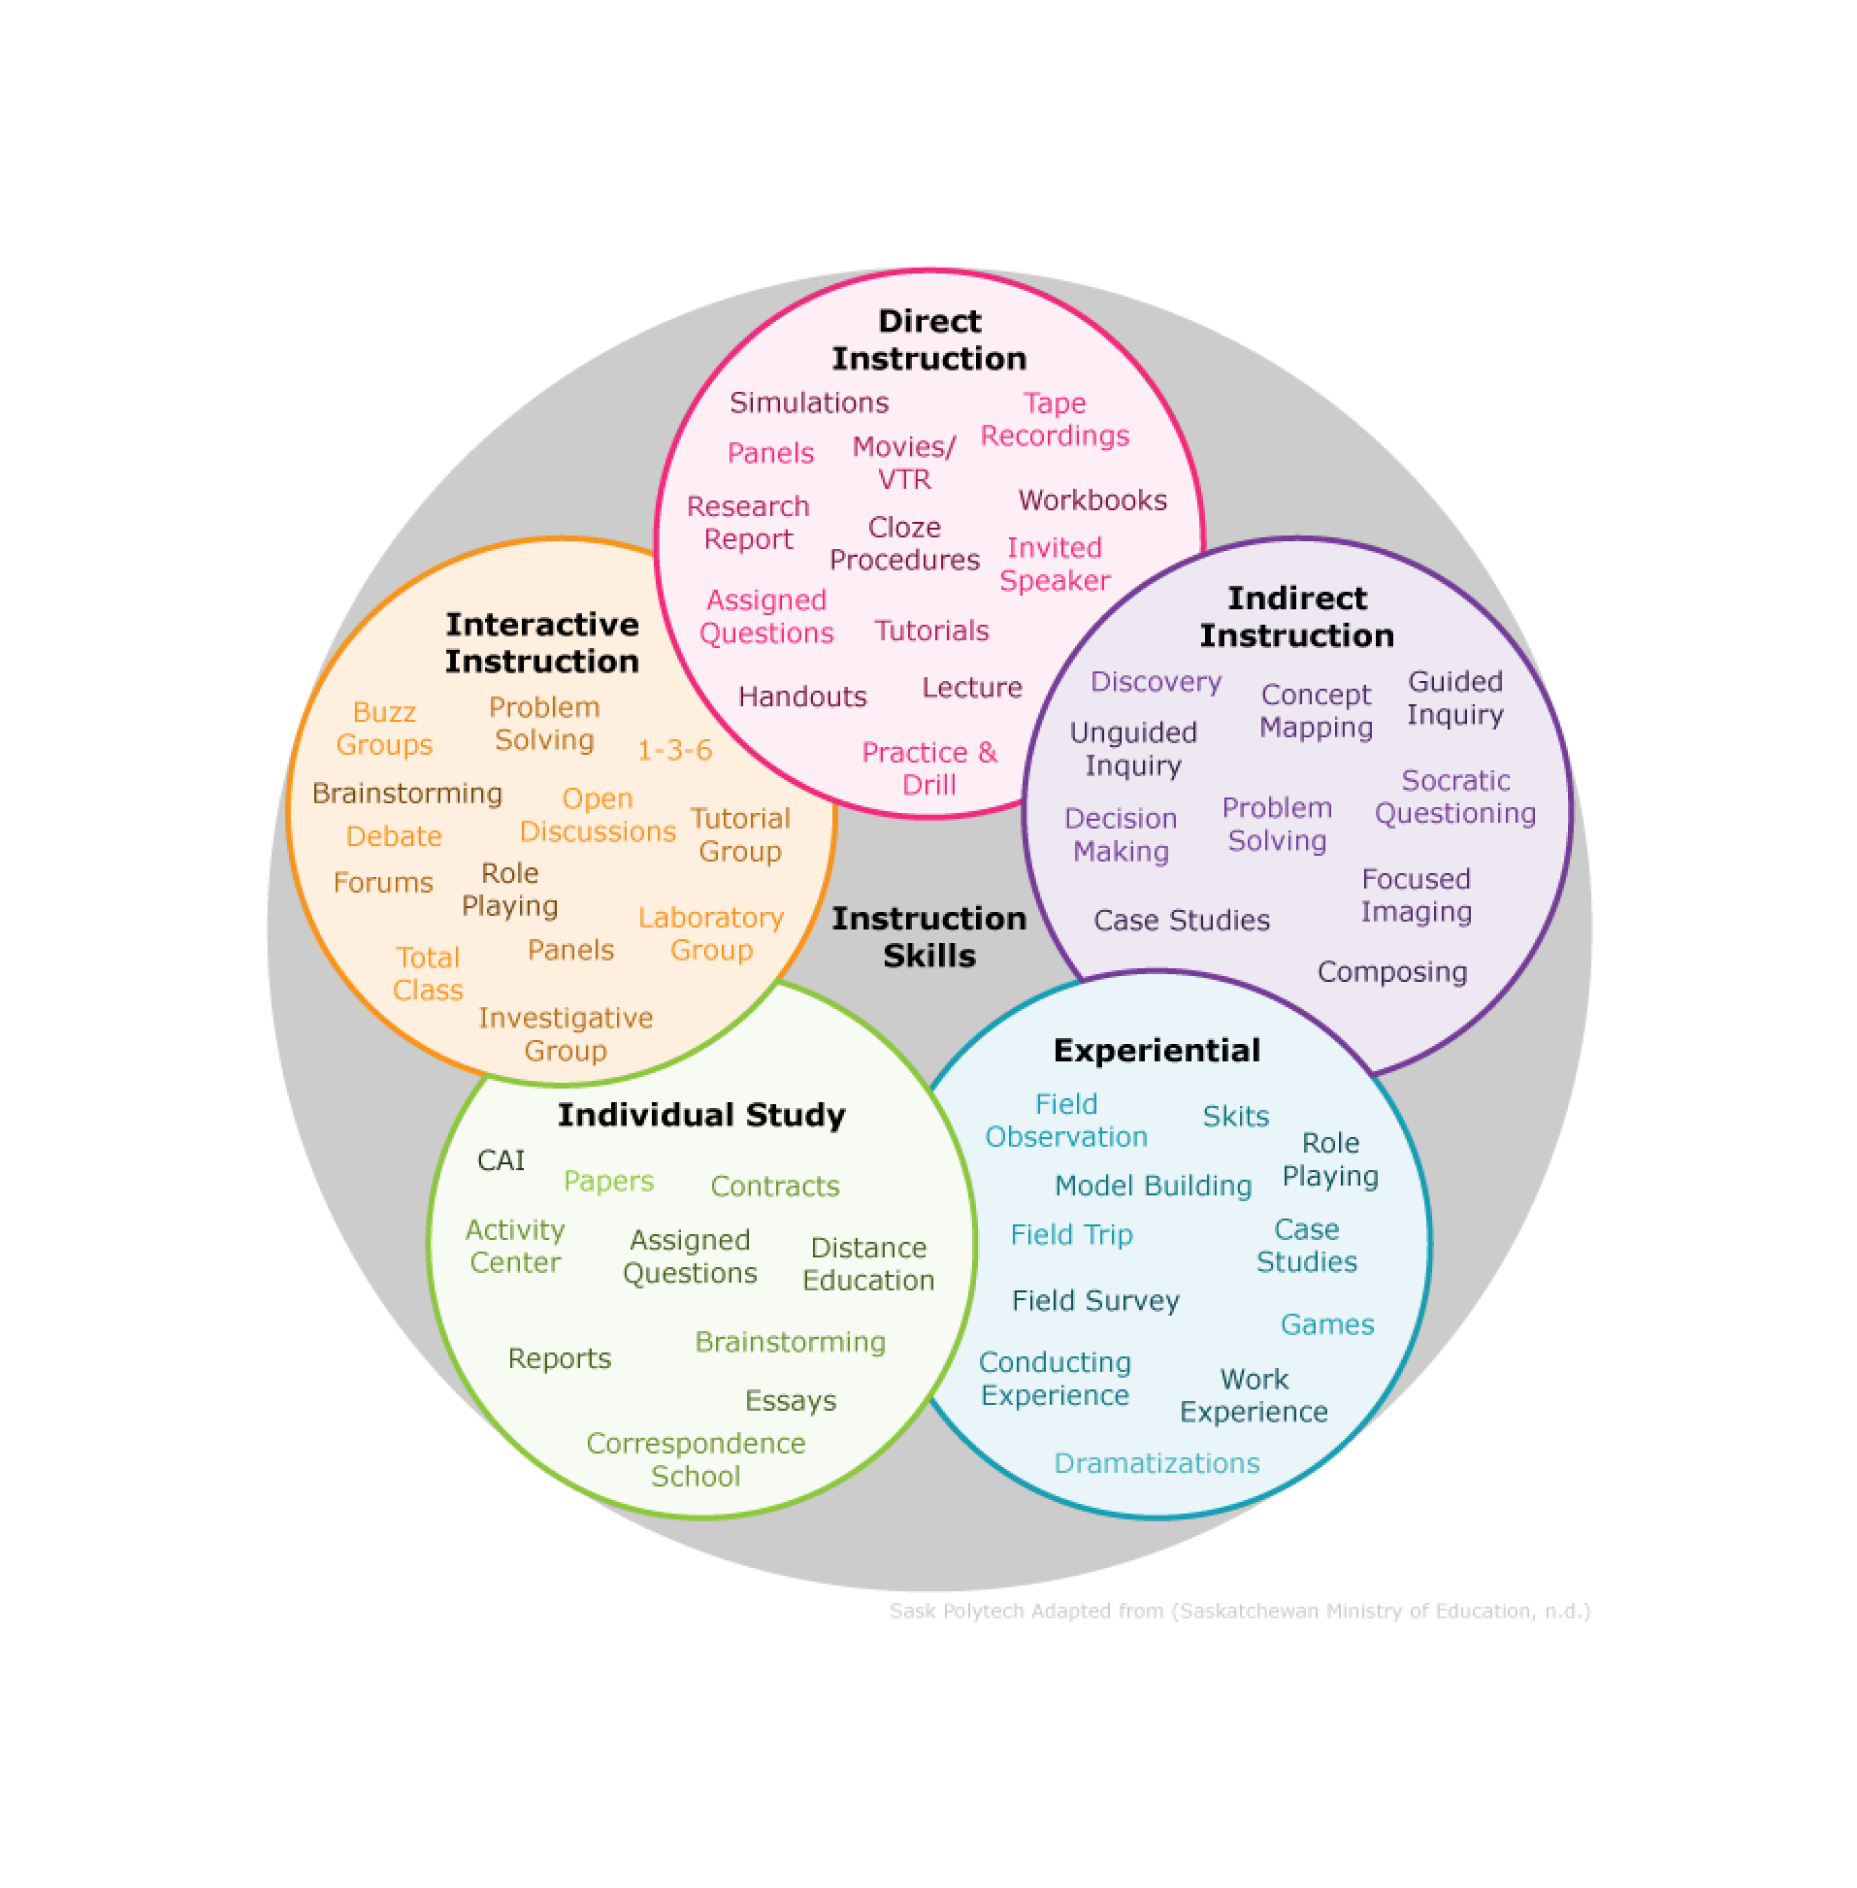 Direct
Instruction
Simulations
Tape
Recordings
Panels
Movies/
VTR
Research
Report
Workbooks
Cloze
Procedures
Invited
Speaker
Assigned
Questions
Tutorials
Handouts
Lecture
Practice &
Drill
Interactive
Instruction
Buzz
Groups
Problem
Solving
1-3-6
Brainstorming
Open
Discussions
Debate
Tutorial
Group
Forums
Role
Playing
Laboratory
Group
Total
Class
Panels
Investigative
Group
Instruction
Skills
Indirect
Instruction
Discovery
Concept
Mapping
Guided
Inquiry
Unguided
Inquiry
Socratic
Questioning
Decision
Making
Problem
Solving
Focused
Imaging
Case Studies
Composing
Individual Study
CAI
Papers
Contracts
Activity
Center
Assigned
Questions
Distance
Education
Reports
Brainstorming
Essays
Correspondence
School
Experiential
Field
Observation
Skits
Role
Playing
Model Building
Field Trip
Case
Studies
Field Survey
Games
Conducting
Experience
Work
Experience
Dramatizations
Sask Polytech Adapted from (Saskatchewan Ministry of Education, n.d.)